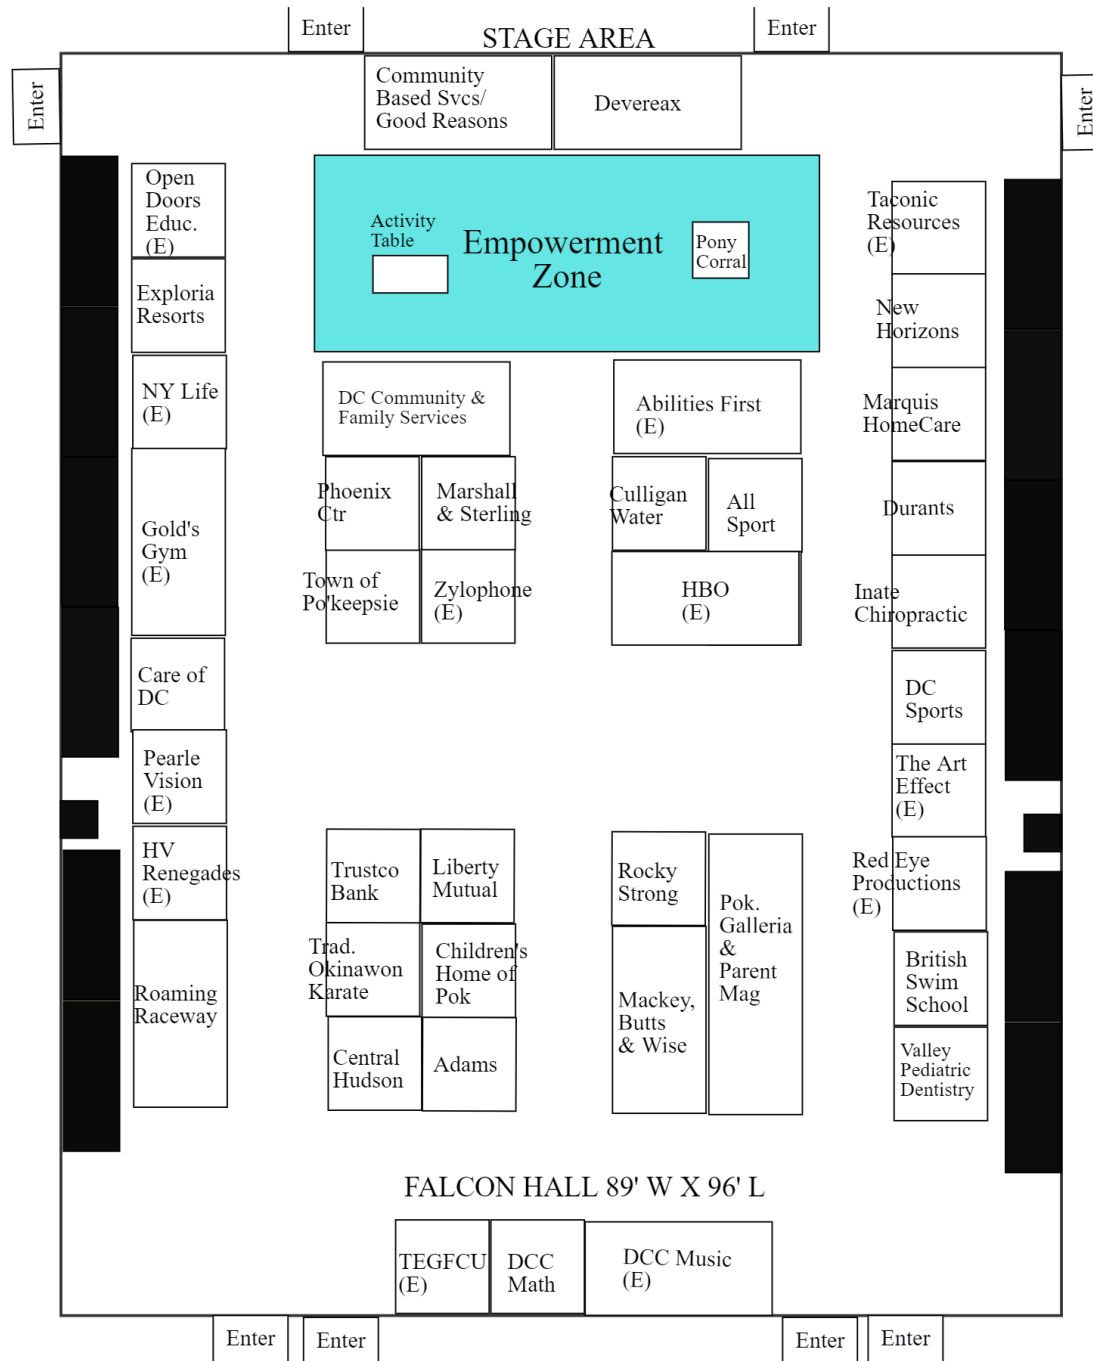 Enter
Enter
STAGE AREA
Enter
Enter
Community
Based Svcs/
Good Reasons
Devereax
Open
Doors
Educ.
(E)
Exploria
Resorts
NY Life
(E)
Gold's
Gym
(E)
Care of
DC
Pearle
Vision
(E)
HV
Renegades
(E)
Roaming
Raceway
Activity
Table
Empowerment
Zone
Pony
Corral
DC Community &
Family Services
Phoenix
Ctr
Marshall
& Sterling
Town of
Po'keepsie
Zylophone
(E)
Abilities First
(E)
Culligan
Water
All
Sport
HBO
(E)
Trustco
Bank
Liberty
Mutual
Trad.
Okinawon
Karate
Children's
Home of
Pok
Central
Hudson
Adams
Rocky
Strong
Mackey,
Butts
& Wise
Pok.
Galleria
&
Parent
Mag
Taconic
Resources
(E)
New
Horizons
Marquis
HomeCare
Durants
Inate
Chiropractic
DC
Sports
The Art
Effect
(E)
Red Eye
Productions
(E)
British
Swim
School
Valley
Pediatric
Dentistry
FALCON HALL 89' W X 96' L
TEGFCU
(E)
DCC
Math
DCC Music
(E)
Enter
Enter
Enter
Enter